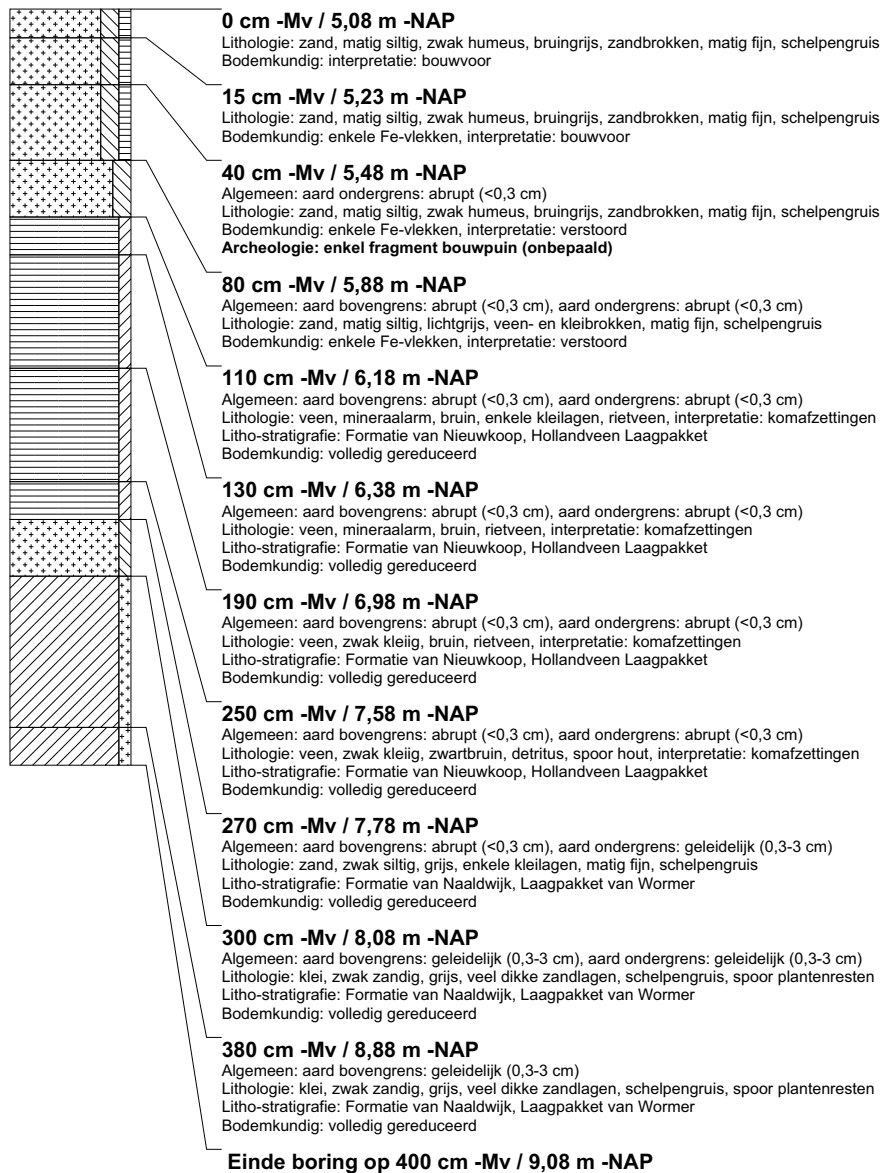 0 cm -Mv / 5,08 m -NAP
Lithologie: zand, matig siltig, zwak humeus, bruingrijs, zandbrokken, matig fijn, schelpengruis
Bodemkundig: interpretatie: bouwvoor
15 cm -Mv / 5,23 m -NAP
Lithologie: zand, matig siltig, zwak humeus, bruingrijs, zandbrokken, matig fijn, schelpengruis
Bodemkundig: enkele Fe-vlekken, interpretatie: bouwvoor
40 cm -Mv / 5,48 m -NAP
Algemeen: aard ondergrens: abrupt (<0,3 cm)
Lithologie: zand, matig siltig, zwak humeus, bruingrijs, zandbrokken, matig fijn, schelpengruis
Bodemkundig: enkele Fe-vlekken, interpretatie: verstoord
Archeologie: enkel fragment bouwpuin (onbepaald)
80 cm -Mv / 5,88 m -NAP
Algemeen: aard bovengrens: abrupt (<0,3 cm), aard ondergrens: abrupt (<0,3 cm)
Lithologie: zand, matig siltig, lichtgrijs, veen- en kleibrokken, matig fijn, schelpengruis
Bodemkundig: enkele Fe-vlekken, interpretatie: verstoord
110 cm -Mv / 6,18 m -NAP
Algemeen: aard bovengrens: abrupt (<0,3 cm), aard ondergrens: abrupt (<0,3 cm)
Lithologie: veen, mineraalarm, bruin, enkele kleilagen, rietveen, interpretatie: komafzettingen
Litho-stratigrafie: Formatie van Nieuwkoop, Hollandveen Laagpakket
Bodemkundig: volledig gereduceerd
130 cm -Mv / 6,38 m -NAP
Algemeen: aard bovengrens: abrupt (<0,3 cm), aard ondergrens: abrupt (<0,3 cm)
Lithologie: veen, mineraalarm, bruin, rietveen, interpretatie: komafzettingen
Litho-stratigrafie: Formatie van Nieuwkoop, Hollandveen Laagpakket
Bodemkundig: volledig gereduceerd
190 cm -Mv / 6,98 m -NAP
Algemeen: aard bovengrens: abrupt (<0,3 cm), aard ondergrens: abrupt (<0,3 cm)
Lithologie: veen, zwak kleiig, bruin, rietveen, interpretatie: komafzettingen
Litho-stratigrafie: Formatie van Nieuwkoop, Hollandveen Laagpakket
Bodemkundig: volledig gereduceerd
250 cm -Mv / 7,58 m -NAP
Algemeen: aard bovengrens: abrupt (<0,3 cm), aard ondergrens: abrupt (<0,3 cm)
Lithologie: veen, zwak kleiig, zwartbruin, detritus, spoor hout, interpretatie: komafzettingen
Litho-stratigrafie: Formatie van Nieuwkoop, Hollandveen Laagpakket
Bodemkundig: volledig gereduceerd
270 cm -Mv / 7,78 m -NAP
Algemeen: aard bovengrens: abrupt (<0,3 cm), aard ondergrens: geleidelijk (0,3-3 cm)
Lithologie: zand, zwak siltig, grijs, enkele kleilagen, matig fijn, schelpengruis
Litho-stratigrafie: Formatie van Naaldwijk, Laagpakket van Wormer
Bodemkundig: volledig gereduceerd
300 cm -Mv / 8,08 m -NAP
Algemeen: aard bovengrens: geleidelijk (0,3-3 cm), aard ondergrens: geleidelijk (0,3-3 cm)
Lithologie: klei, zwak zandig, grijs, veel dikke zandlagen, schelpengruis, spoor plantenresten
Litho-stratigrafie: Formatie van Naaldwijk, Laagpakket van Wormer
Bodemkundig: volledig gereduceerd
380 cm -Mv / 8,88 m -NAP
Algemeen: aard bovengrens: geleidelijk (0,3-3 cm)
Lithologie: klei, zwak zandig, grijs, veel dikke zandlagen, schelpengruis, spoor plantenresten
Litho-stratigrafie: Formatie van Naaldwijk, Laagpakket van Wormer
Bodemkundig: volledig gereduceerd
Einde boring op 400 cm -Mv / 9,08 m -NAP